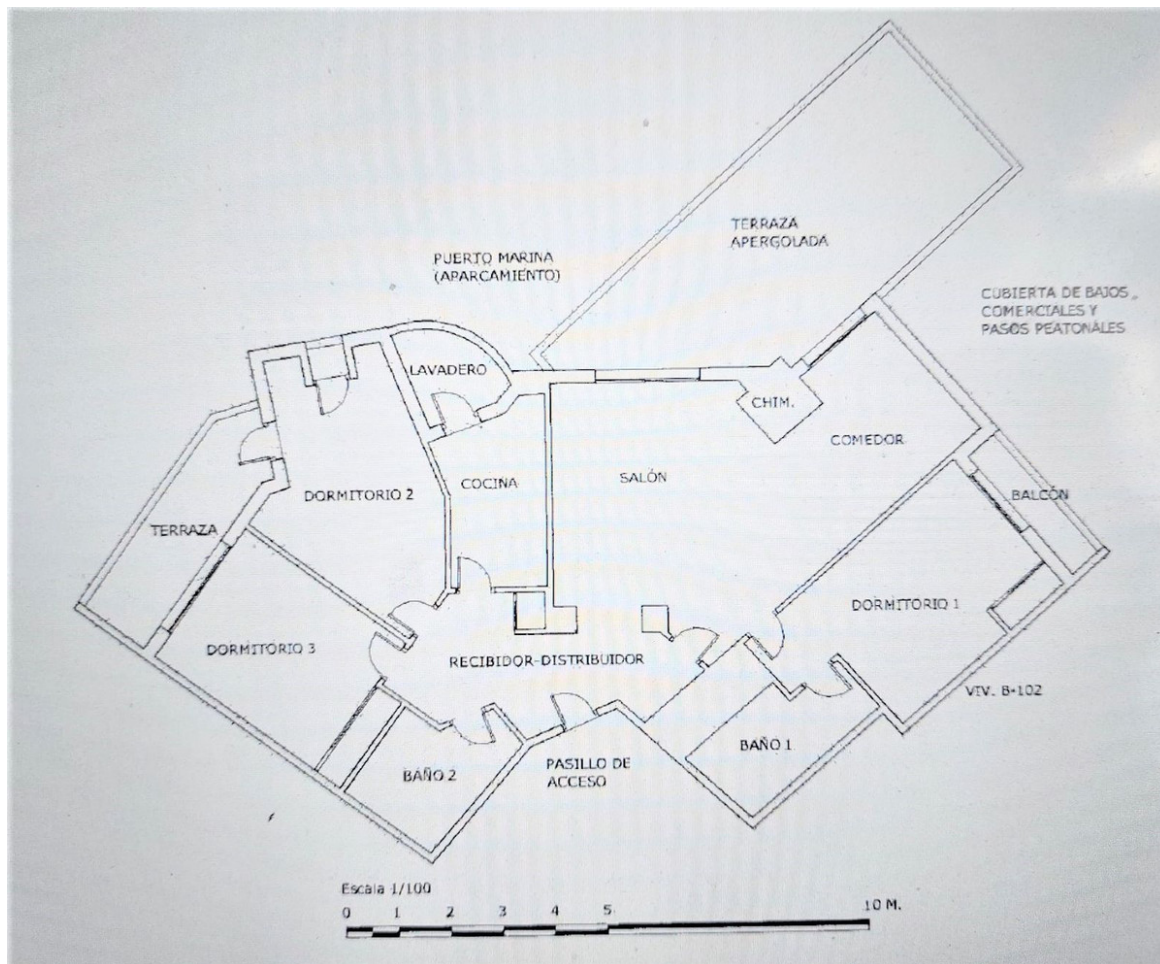 TERRAZA
APERGOLADA
PUERTO MARINA
(APARCAMIENTO)
CUBIERTA DE BAJOS
COMERCIALES Y
PASOS PEATONALES
LAVADERO
CHIM.
COMEDOR
SALÓN
COCINA
DORMITORIO 2
BALCÓN
TERRAZA
DORMITORIO 1
DORMITORIO 3
RECIBIDOR-DISTRIBUIDOR
VIV. B-102
BAÑO 1
BAÑO 2
PASILLO DE
ACCESO
Escala 1/100
0 1 2 3 4 5 10 M.